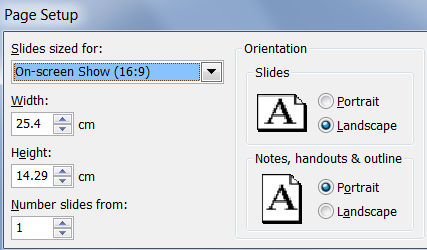 Page Setup
Slides sized for:
On-screen Show (16:9)
Width:
25.4 cm
Height:
14.29 cm
Number slides from:
1
Orientation
Slides
A
Portrait
Landscape
Notes, handouts & outline
A
Portrait
Landscape